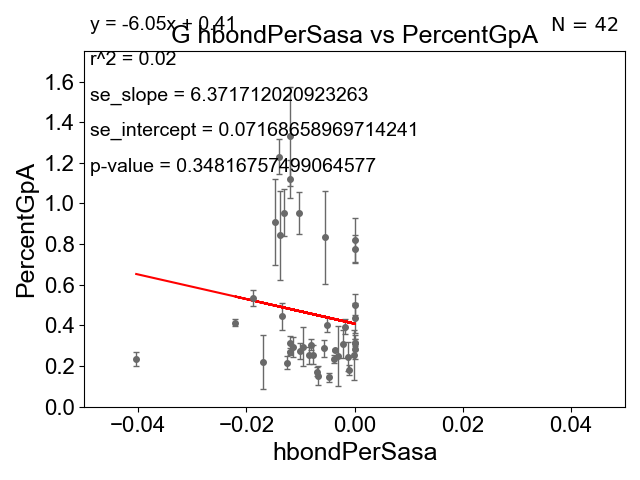 y = -6.05x + 0.41
N = 42
G hbondPerSasa vs PercentGpA
r^2 = 0.02
se_slope = 6.371712020923263
se_intercept = 0.07168658969714241
p-value = 0.34816757499064577
PercentGpA
1.6
1.4
1.2
1.0
0.8
0.6
0.4
0.2
0.0
−0.04 −0.02 0.00 0.02 0.04
hbondPerSasa